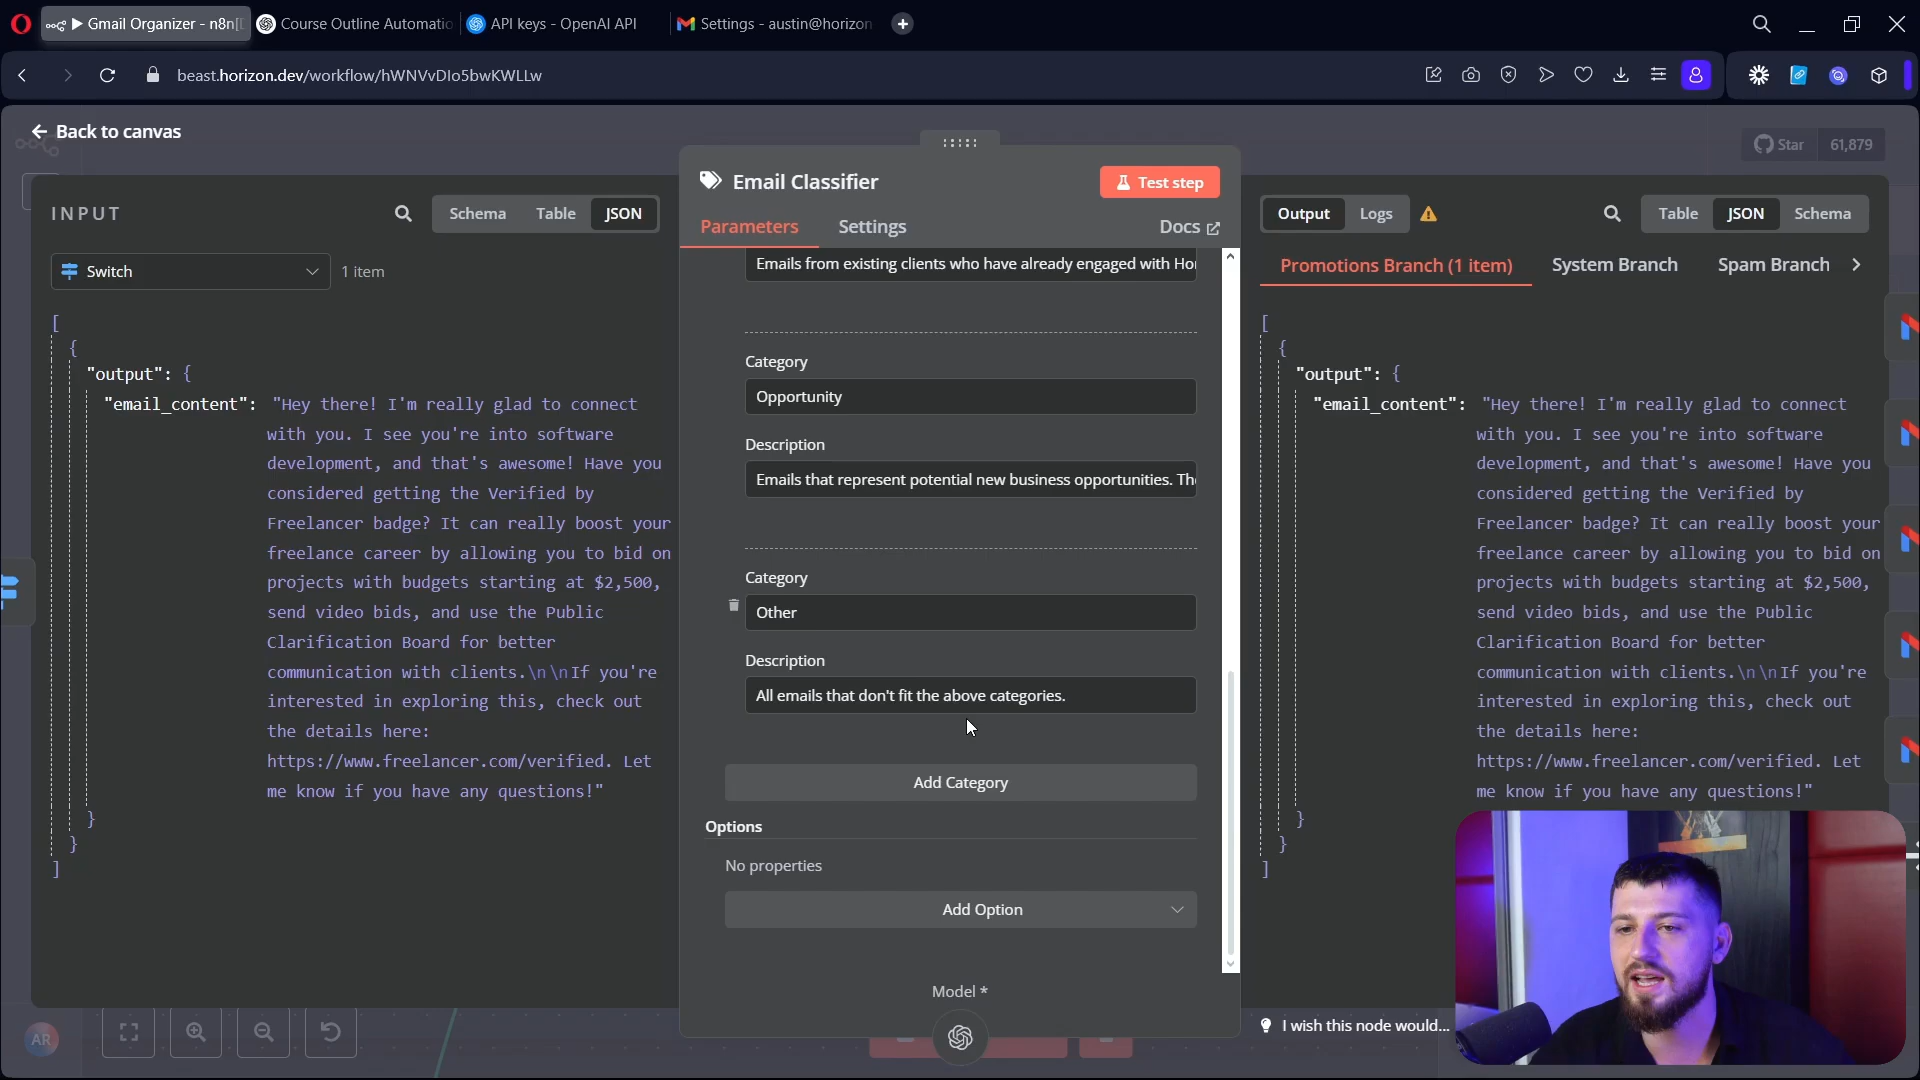 Gmail Organizer - n8n[
Course Outline Automatio
API keys - OpenAI API
Settings - austin@horizon
beast.horizon.dev/workflow/hWNVvDIo5bwKWLLw
Back to canvas
Star 61,879
INPUT
Schema Table JSON
Switch
1 item
[
{
"output": {
"email_content": "Hey there! I'm really glad to connect
with you. I see you're into software
development, and that's awesome! Have you
considered getting the Verified by
Freelancer badge? It can really boost your
freelance career by allowing you to bid on
projects with budgets starting at $2,500,
send video bids, and use the Public
Clarification Board for better
communication with clients.\n\nIf you're
interested in exploring this, check out
the details here:
https://www.freelancer.com/verified. Let
me know if you have any questions!"
}
}
]
Email Classifier
Test step
Parameters Settings Docs
Emails from existing clients who have already engaged with Hor
Category
Opportunity
Description
Emails that represent potential new business opportunities. The
Category
Other
Description
All emails that don't fit the above categories.
Add Category
Options
No properties
Add Option
Model *
Output Logs
Table JSON Schema
Promotions Branch (1 item) System Branch Spam Branch
[
{
"output": {
"email_content": "Hey there! I'm really glad to connect
with you. I see you're into software
development, and that's awesome! Have you
considered getting the Verified by
Freelancer badge? It can really boost your
freelance career by allowing you to bid on
projects with budgets starting at $2,500,
send video bids, and use the Public
Clarification Board for better
communication with clients.\n\nIf you're
interested in exploring this, check out
the details here:
https://www.freelancer.com/verified. Let
me know if you have any questions!"
}
}
]
I wish this node would...
AR